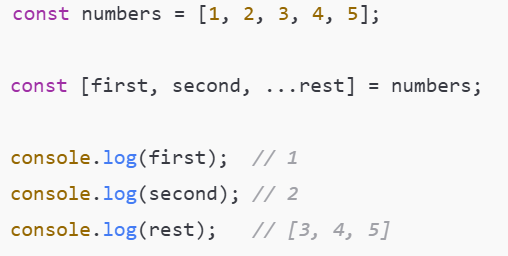 const numbers = [1, 2, 3, 4, 5];
const [first, second, ...rest] = numbers;
console.log(first);  // 1
console.log(second); // 2
console.log(rest);   // [3, 4, 5]